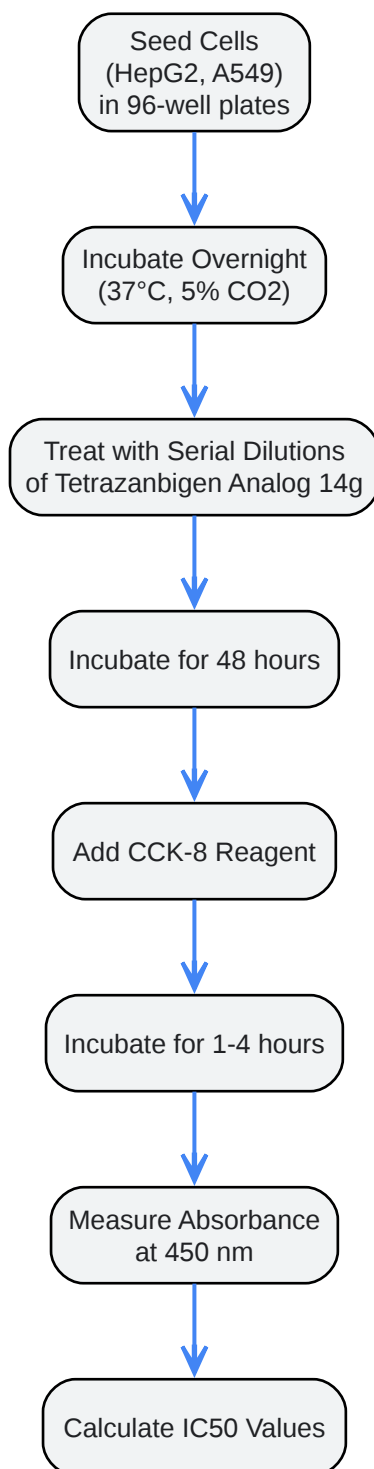 Seed Cells
(HepG2, A549)
in 96-well plates
Incubate Overnight
(37°C, 5% CO2)
Treat with Serial Dilutions
of Tetrazanbigen Analog 14g
Incubate for 48 hours
Add CCK-8 Reagent
Incubate for 1-4 hours
Measure Absorbance
at 450 nm
Calculate IC50 Values